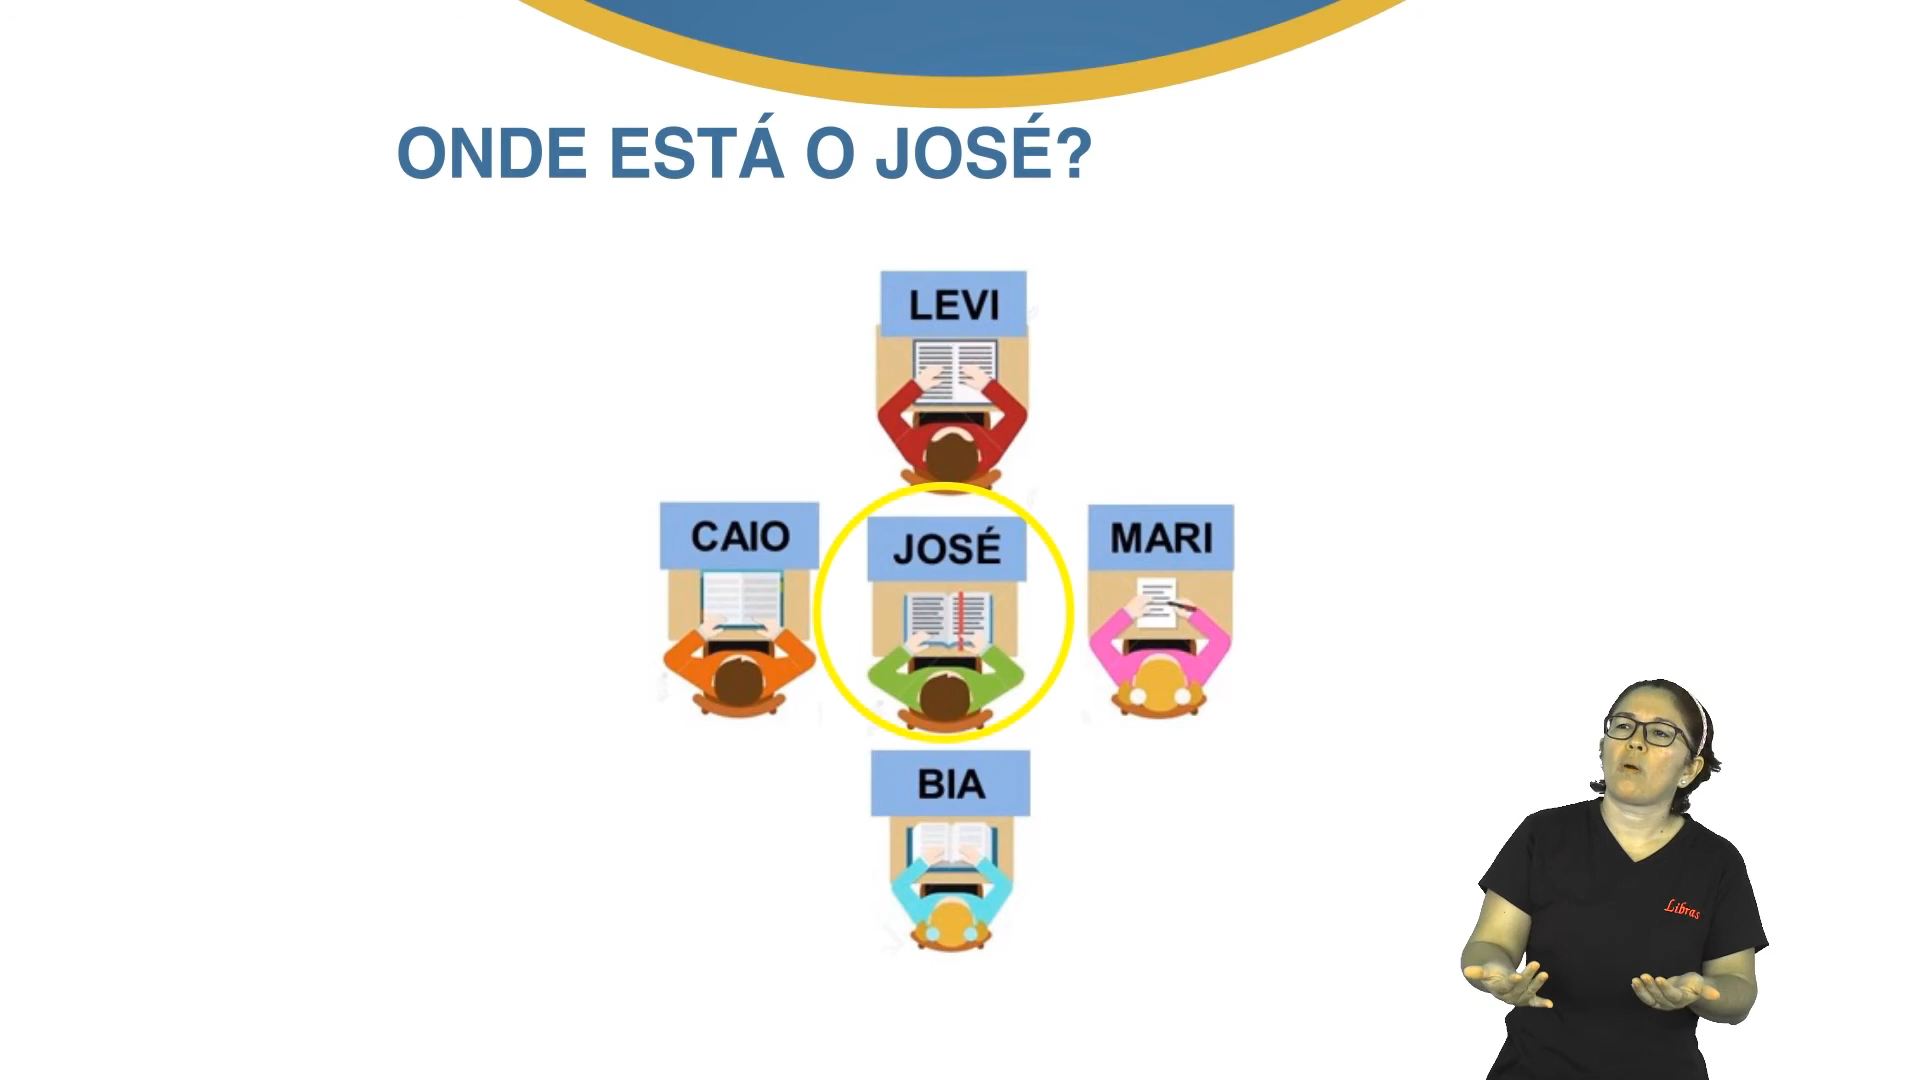 ONDE ESTÁ O JOSÉ?
LEVI
CAIO
JOSÉ
MARI
BIA
Libras